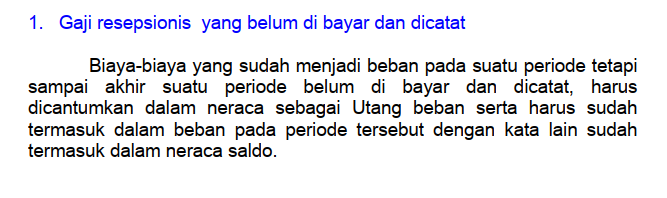 1. Gaji resepsionis yang belum di bayar dan dicatat
Biaya-biaya yang sudah menjadi beban pada suatu periode tetapi
sampai akhir suatu periode belum di bayar dan dicatat, harus
dicantumkan dalam neraca sebagai Utang beban serta harus sudah
termasuk dalam beban pada periode tersebut dengan kata lain sudah
termasuk dalam neraca saldo.